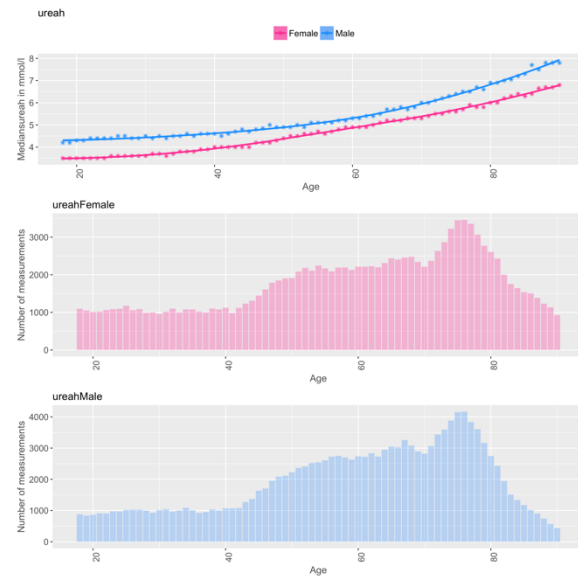 ureah
Female Male
Mediansureah in mmol/l
8
7
6
5
4
20 40 60 80
Age
ureahFemale
Number of measurements
3000
2000
1000
0
20 40 60 80
Age
ureahMale
Number of measurements
4000
3000
2000
1000
0
20 40 60 80
Age